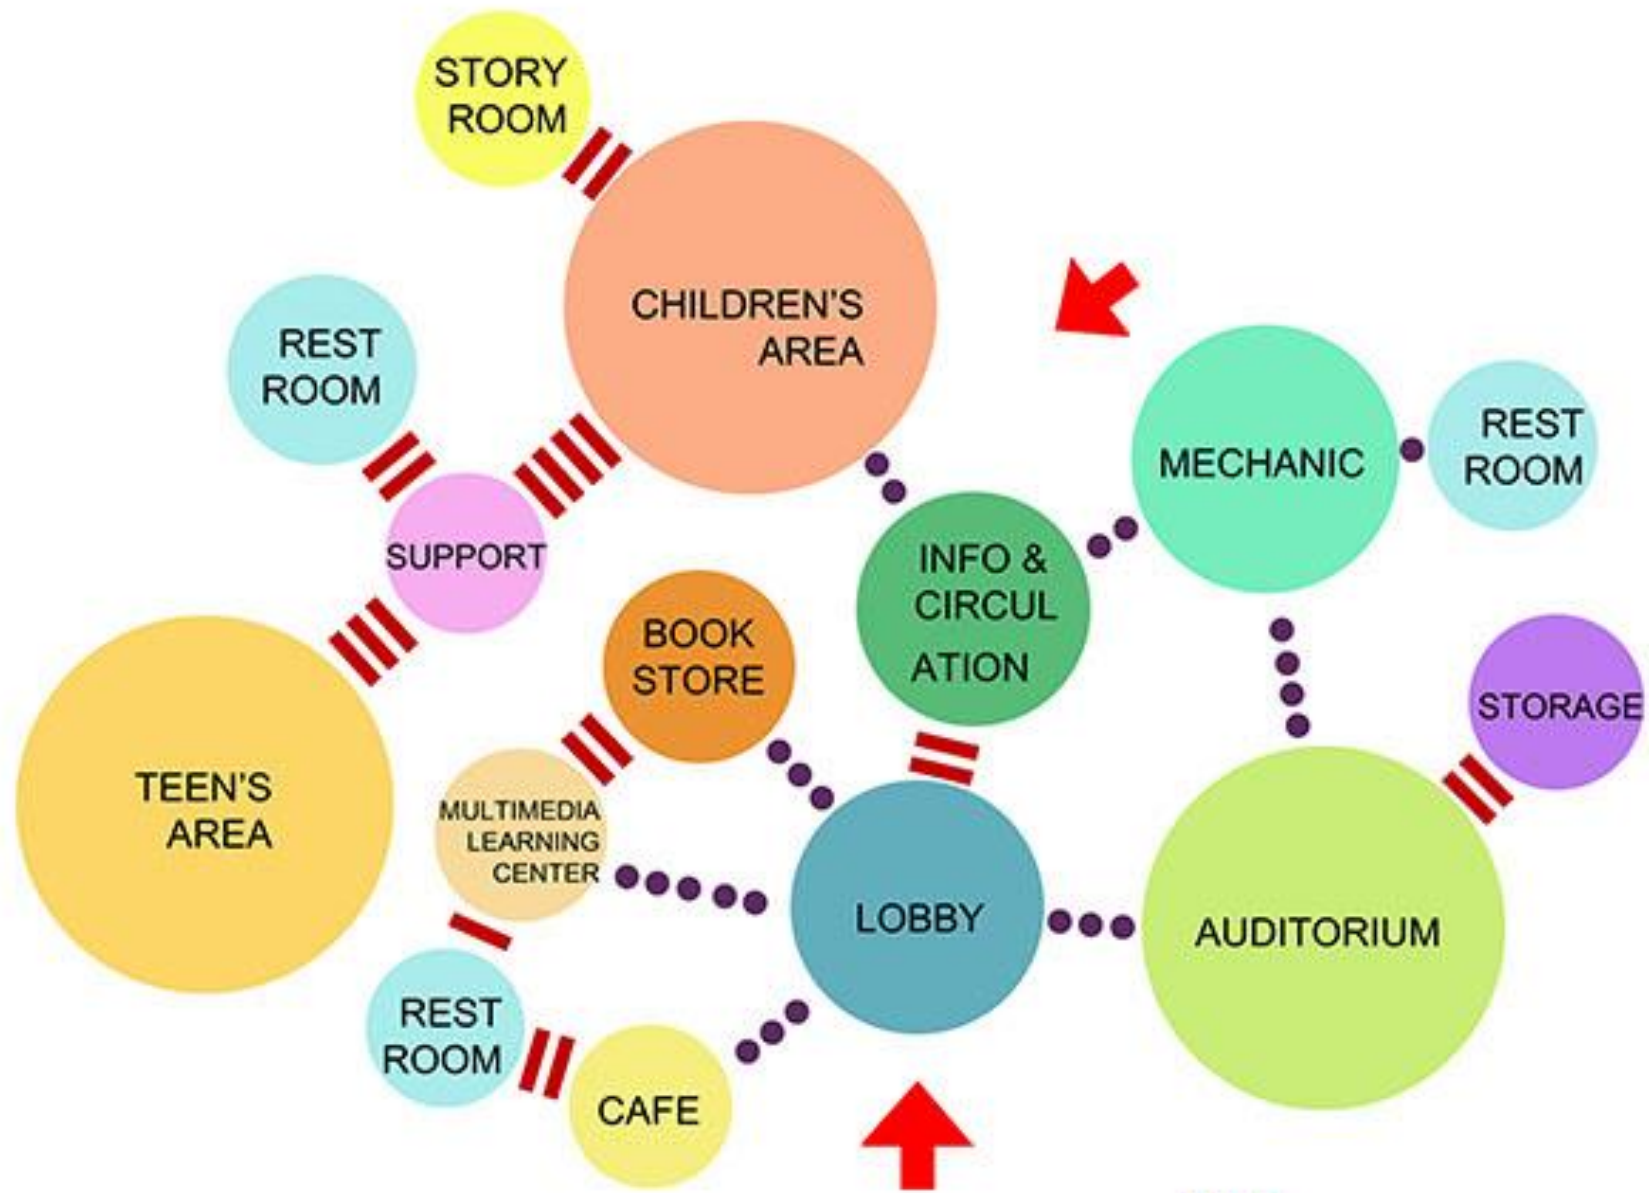 STORY
ROOM
CHILDREN'S
AREA
REST
ROOM
MECHANIC
REST
ROOM
SUPPORT
INFO &
CIRCUL
ATION
BOOK
STORE
STORAGE
TEEN'S
AREA
MULTIMEDIA
LEARNING
CENTER
LOBBY
AUDITORIUM
REST
ROOM
CAFE